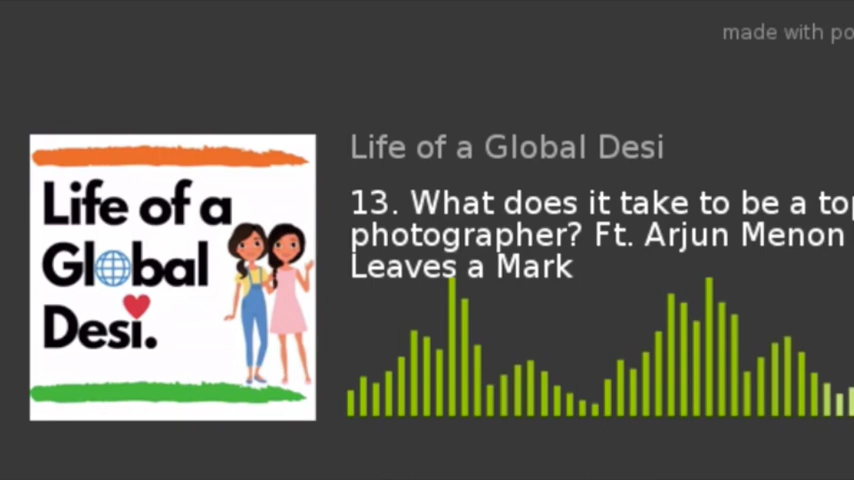 made with po
Life of a Global Desi
13. What does it take to be a top
photographer? Ft. Arjun Menon
Leaves a Mark
Life of a
Global
Desi.